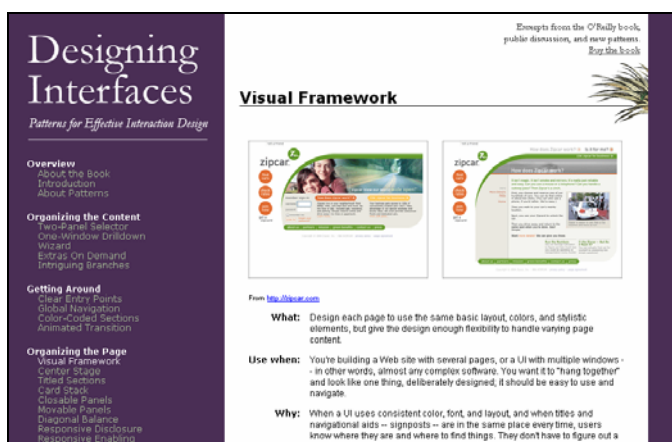 Designing
Interfaces
Patterns for Effective Interaction Design
Overview
About the Book
Introduction
About Patterns
Organizing the Content
Two-Panel Selector
One-Window Drilldown
Wizard
Extras On Demand
Intriguing Branches
Getting Around
Clear Entry Points
Global Navigation
Color-Coded Sections
Animated Transition
Organizing the Page
Visual Framework
Center Stage
Titled Sections
Card Stack
Closable Panels
Movable Panels
Diagonal Balance
Responsive Disclosure
Responsive Enabling
Excerpts from the O'Reilly book,
public discussion, and new patterns.
Buy the book
Visual Framework
zipcar
zipcar
How does Zipcar work?
From http://zipcar.com
What: Design each page to use the same basic layout, colors, and stylistic
elements, but give the design enough flexibility to handle varying page
content.
Use when: You're building a Web site with several pages, or a UI with multiple windows -
- in other words, almost any complex software. You want it to "hang together"
and look like one thing, deliberately designed; it should be easy to use and
navigate.
Why: When a UI uses consistent color, font, and layout, and when titles and
navigational aids -- signposts -- are in the same place every time, users
know where they are and where to find things. They don't have to figure out a